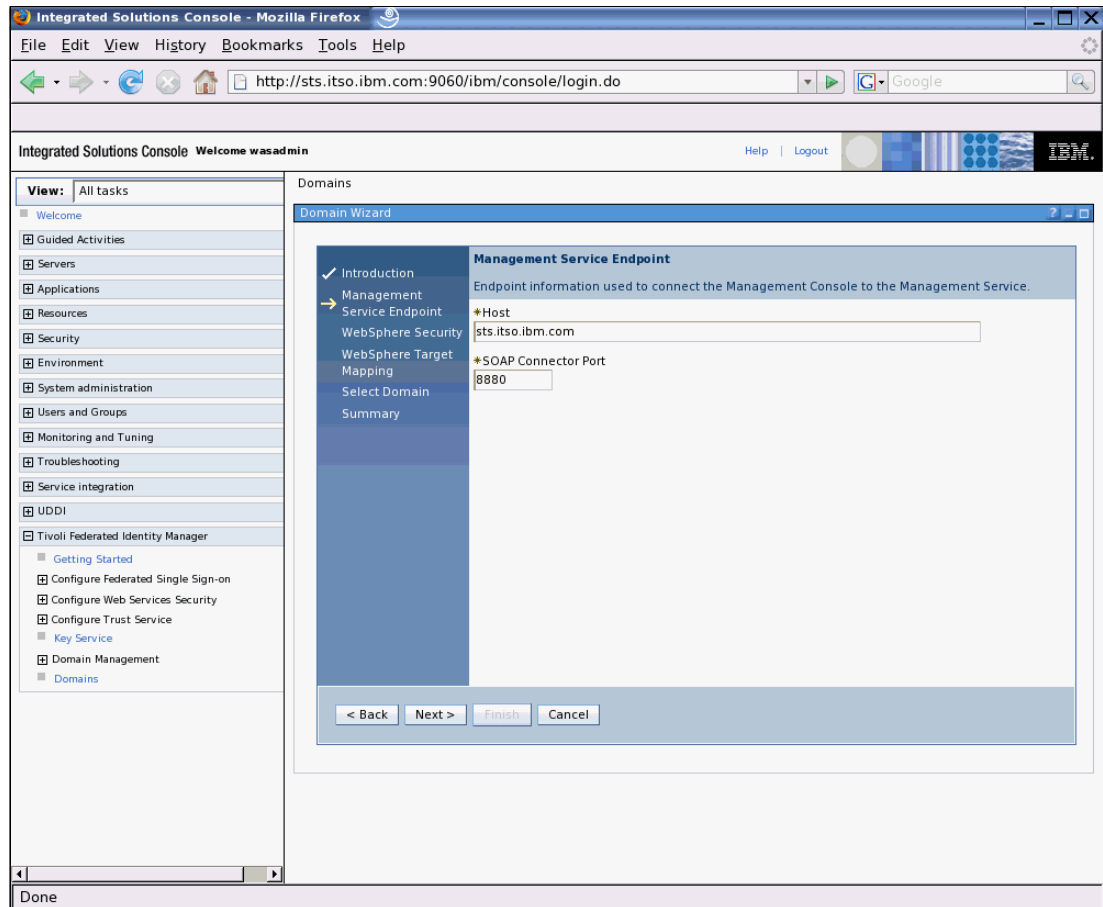 Integrated Solutions Console - Mozilla Firefox
File Edit View History Bookmarks Tools Help
http://sts.itso.ibm.com:9060/ibm/console/login.do
G Google
Integrated Solutions Console Welcome wasadmin
Help | Logout
IBM.
View: All tasks
Welcome
Guided Activities
Servers
Applications
Resources
Security
Environment
System administration
Users and Groups
Monitoring and Tuning
Troubleshooting
Service integration
UDDI
Tivoli Federated Identity Manager
Getting Started
Configure Federated Single Sign-on
Configure Web Services Security
Configure Trust Service
Key Service
Domain Management
Domains
Domains
Domain Wizard
? _
Introduction
Management
Service Endpoint
WebSphere Security
WebSphere Target
Mapping
Select Domain
Summary
Management Service Endpoint
Endpoint information used to connect the Management Console to the Management Service.
*Host
sts.itso.ibm.com
*SOAP Connector Port
8880
< Back Next > Finish Cancel
Done